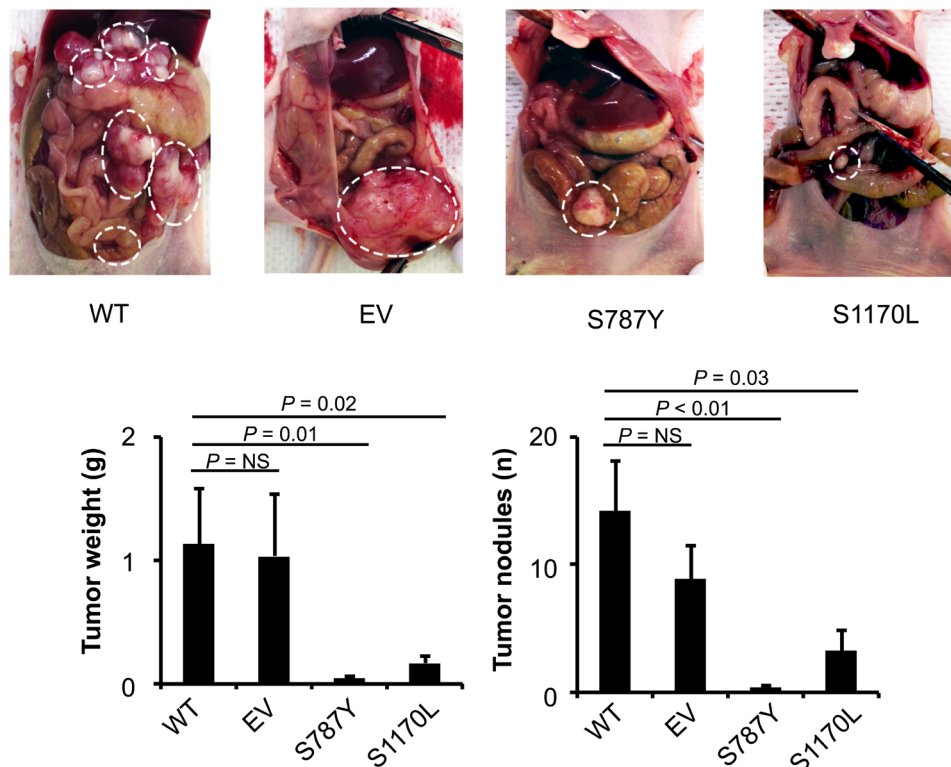 WT
EV
S787Y
S1170L
P = 0.02
P = 0.01
P = NS
Tumor weight (g)
2
1
0
WT
EV
S787Y
S1170L
P = 0.03
P < 0.01
P = NS
Tumor nodules (n)
20
10
0
WT
EV
S787Y
S1170L